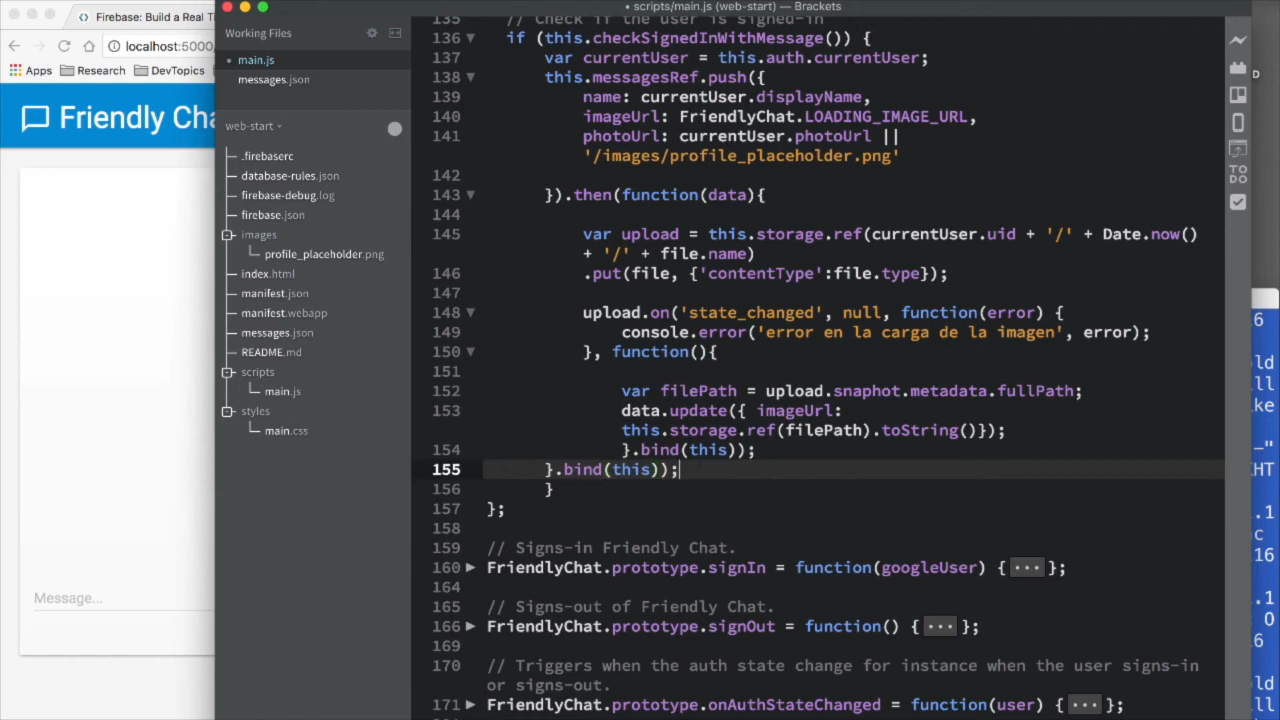 Firebase: Build a Real Ti
localhost:5000
Apps Research DevTopics
Friendly Cha
Message...
scripts/main.js (web-start) — Brackets
Working Files
main.js
messages.json
web-start
.firebaserc
database-rules.json
firebase-debug.log
firebase.json
images
profile_placeholder.png
index.html
manifest.json
manifest.webapp
messages.json
README.md
scripts
main.js
styles
main.css
135 // Check if the user is signed-in
136 if (this.checkSignedInWithMessage()) {
137 var currentUser = this.auth.currentUser;
138 this.messagesRef.push({
139 name: currentUser.displayName,
140 imageUrl: FriendlyChat.LOADING_IMAGE_URL,
141 photoUrl: currentUser.photoUrl ||
'/images/profile_placeholder.png'
142
143 }).then(function(data){
144
145 var upload = this.storage.ref(currentUser.uid + '/' + Date.now()
+ '/' + file.name)
146 .put(file, {'contentType':file.type});
147
148 upload.on('state_changed', null, function(error) {
149 console.error('error en la carga de la imagen', error);
150 }, function(){
151
152 var filePath = upload.snaphot.metadata.fullPath;
153 data.update({ imageUrl:
this.storage.ref(filePath).toString()});
154 }.bind(this));
155 }.bind(this));
156 }
157 };
158
159 // Signs-in Friendly Chat.
160 FriendlyChat.prototype.signIn = function(googleUser) { ... };
164
165 // Signs-out of Friendly Chat.
166 FriendlyChat.prototype.signOut = function() { ... };
169
170 // Triggers when the auth state change for instance when the user signs-in
or signs-out.
171 FriendlyChat.prototype.onAuthStateChanged = function(user) { ... };
TO
DO